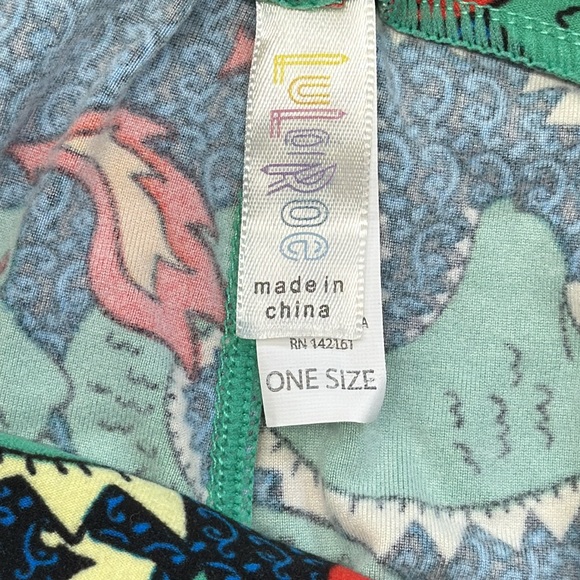 LuLaRoe
made in
china
A
RN 142161
ONE SIZE